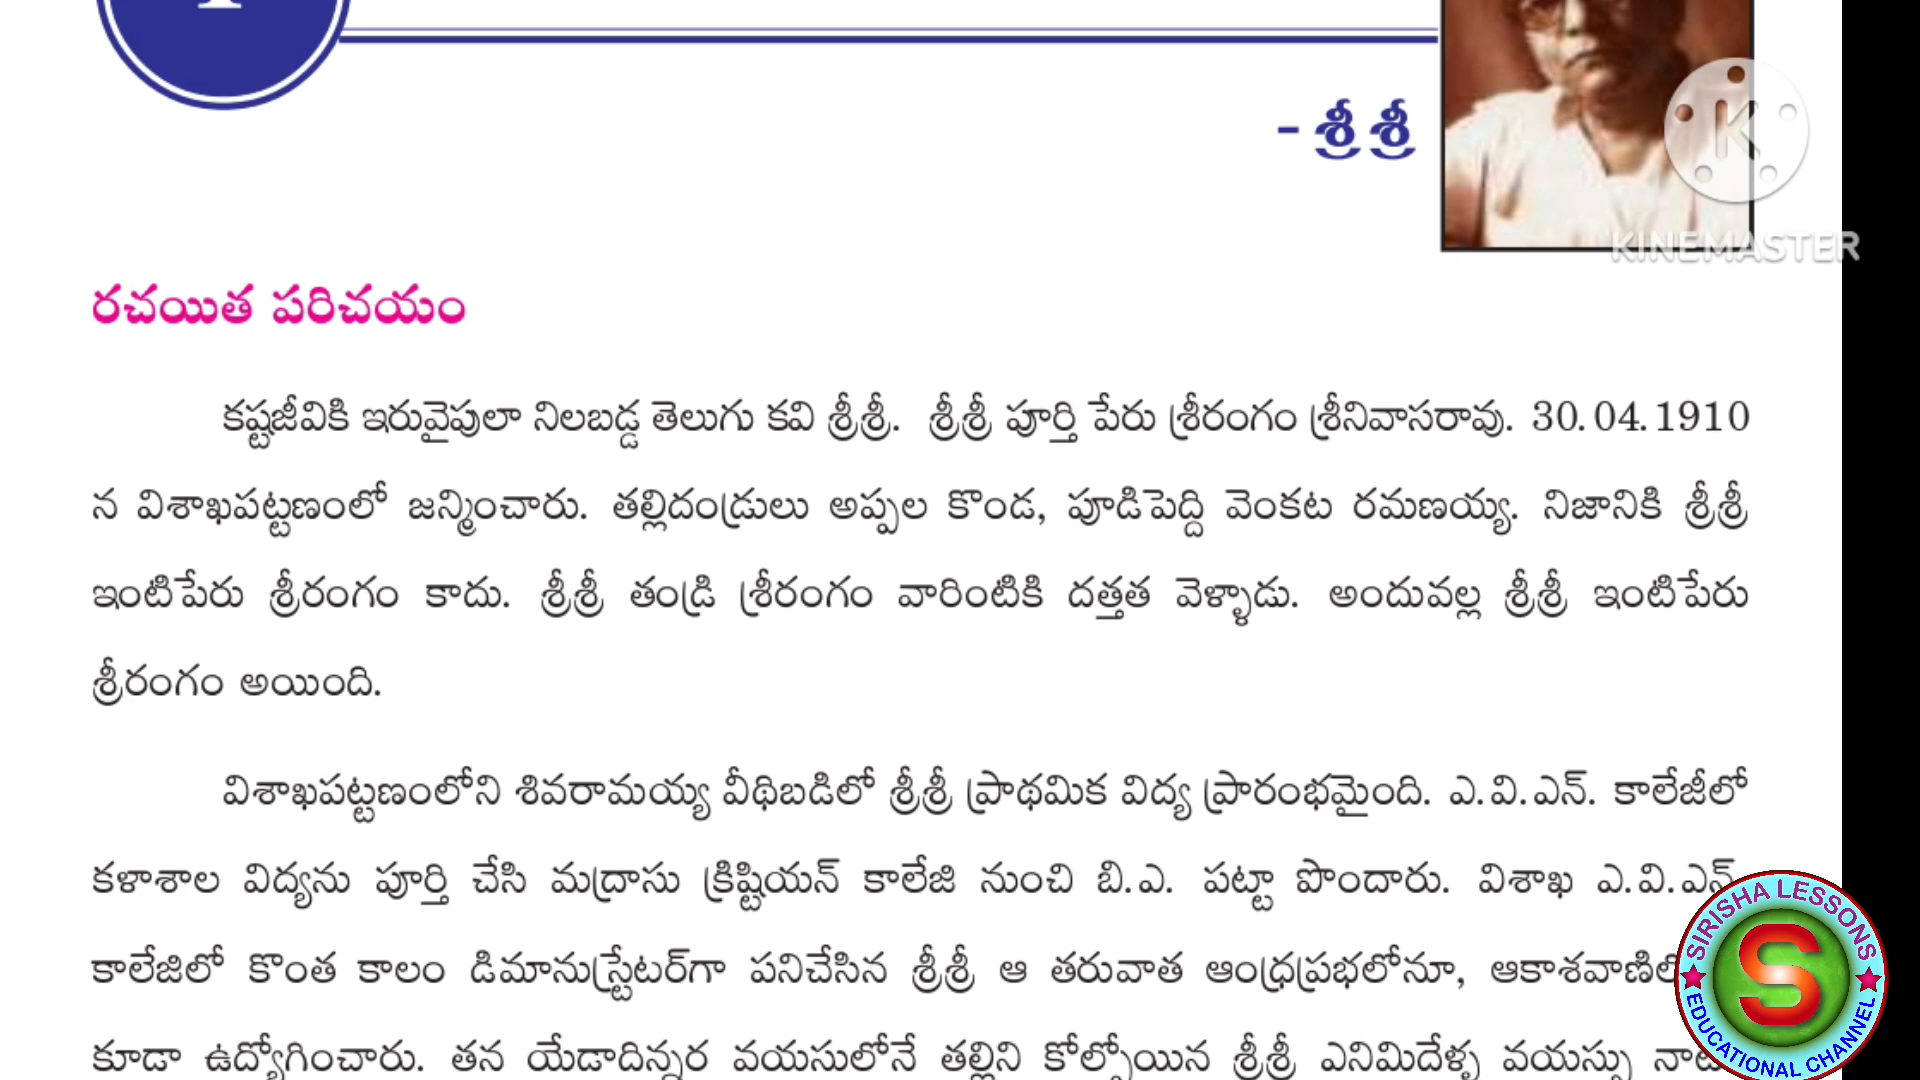 - శ్రీ శ్రీ
K
KINEMASTER
రచయిత పరిచయం
కష్టజీవికి ఇరువైపులా నిలబడ్డ తెలుగు కవి శ్రీశ్రీ. శ్రీశ్రీ పూర్తి పేరు శ్రీరంగం శ్రీనివాసరావు. 30.04.1910
న విశాఖపట్టణంలో జన్మించారు. తల్లిదండ్రులు అప్పల కొండ, పూడిపెద్ది వెంకట రమణయ్య. నిజానికి శ్రీశ్రీ
ఇంటిపేరు శ్రీరంగం కాదు. శ్రీశ్రీ తండ్రి శ్రీరంగం వారింటికి దత్తత వెళ్ళాడు. అందువల్ల శ్రీశ్రీ ఇంటిపేరు
శ్రీరంగం అయింది.
విశాఖపట్టణంలోని శివరామయ్య వీథిబడిలో శ్రీశ్రీ ప్రాథమిక విద్య ప్రారంభమైంది. ఎ.వి.ఎన్. కాలేజీలో
కళాశాల విద్యను పూర్తి చేసి మద్రాసు క్రిష్టియన్ కాలేజి నుంచి బి.ఎ. పట్టా పొందారు. విశాఖ ఎ.వి.ఎన్
కాలేజిలో కొంత కాలం డిమానుస్ట్రేటర్‌గా పనిచేసిన శ్రీశ్రీ ఆ తరువాత ఆంధ్రప్రభలోనూ,
కూడా ఉద్యోగించారు. తన యేడాదిన్నర వయసులోనే తల్లిని కోల్పోయిన శ్రీశ్రీ ఎనిమిదేళ్ళ వయస్సు
SIRISHA LESSONS
S
EDUCATIONAL CHANNEL